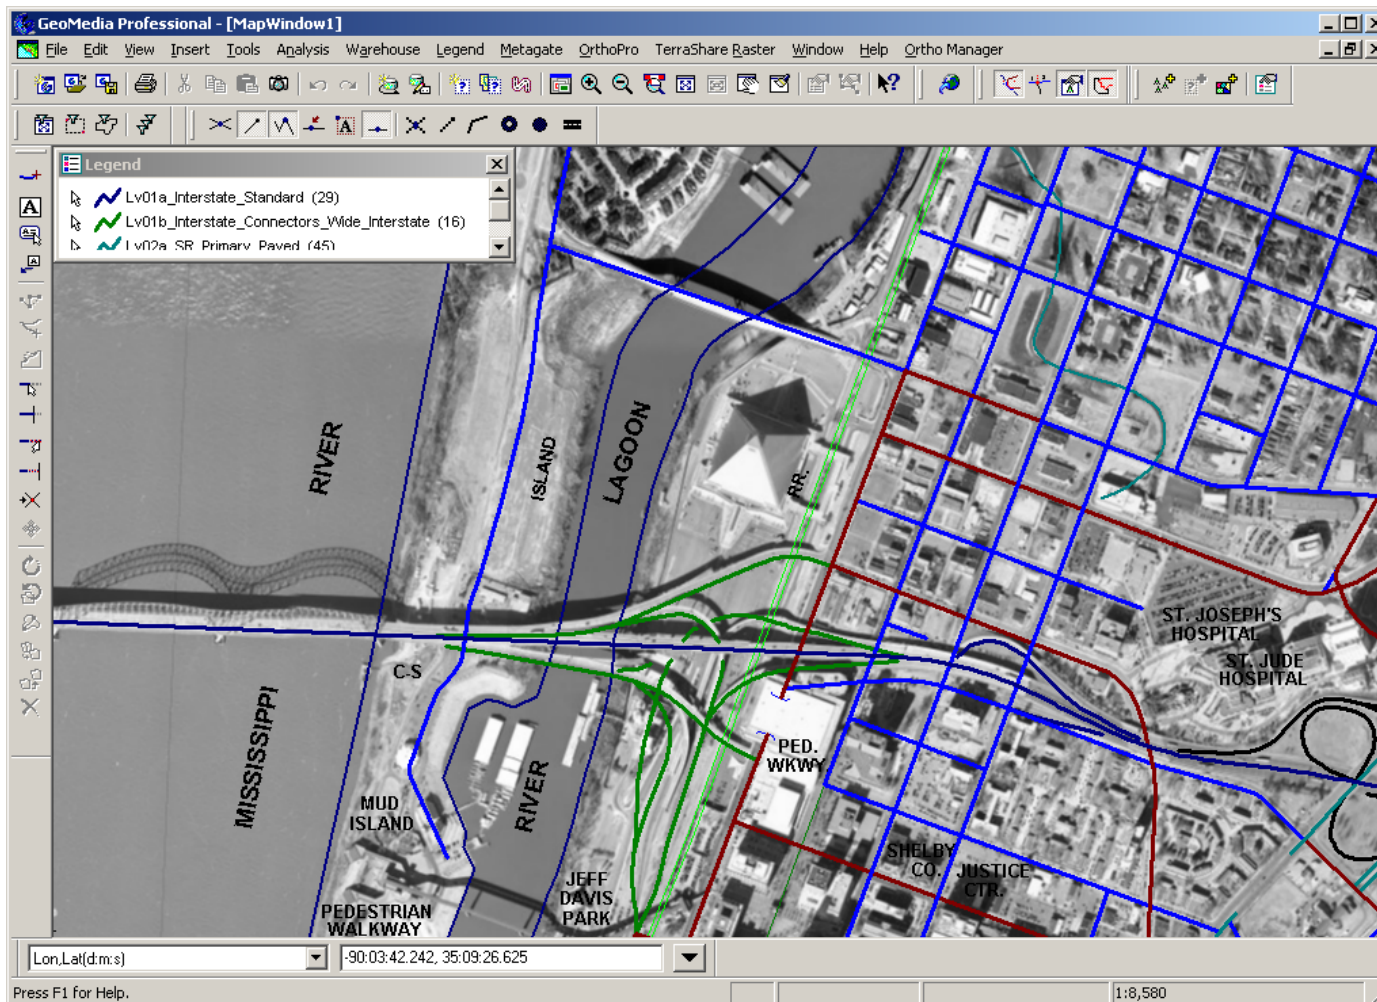 GeoMedia Professional - [MapWindow1]
File Edit View Insert Tools Analysis Warehouse Legend Metagate OrthoPro TerraShare Raster Window Help Ortho Manager
Legend
Lv01a_Interstate_Standard (29)
Lv01b_Interstate_Connectors_Wide_Interstate (16)
Lv02a_SR_Primary_Paved (45)
RIVER
ISLAND
LAGOON
RR.
ST. JOSEPH'S
HOSPITAL
ST. JUDE
HOSPITAL
C-S
MISSISSIPPI
RIVER
PED.
WKWY
MUD
ISLAND
SHELBY
CO.
JUSTICE
CTR.
JEFF
DAVIS
PARK
PEDESTRIAN
WALKWAY
Lon,Lat(d:m:s)
-90:03:42.242, 35:09:26.625
Press F1 for Help.
1:8,580